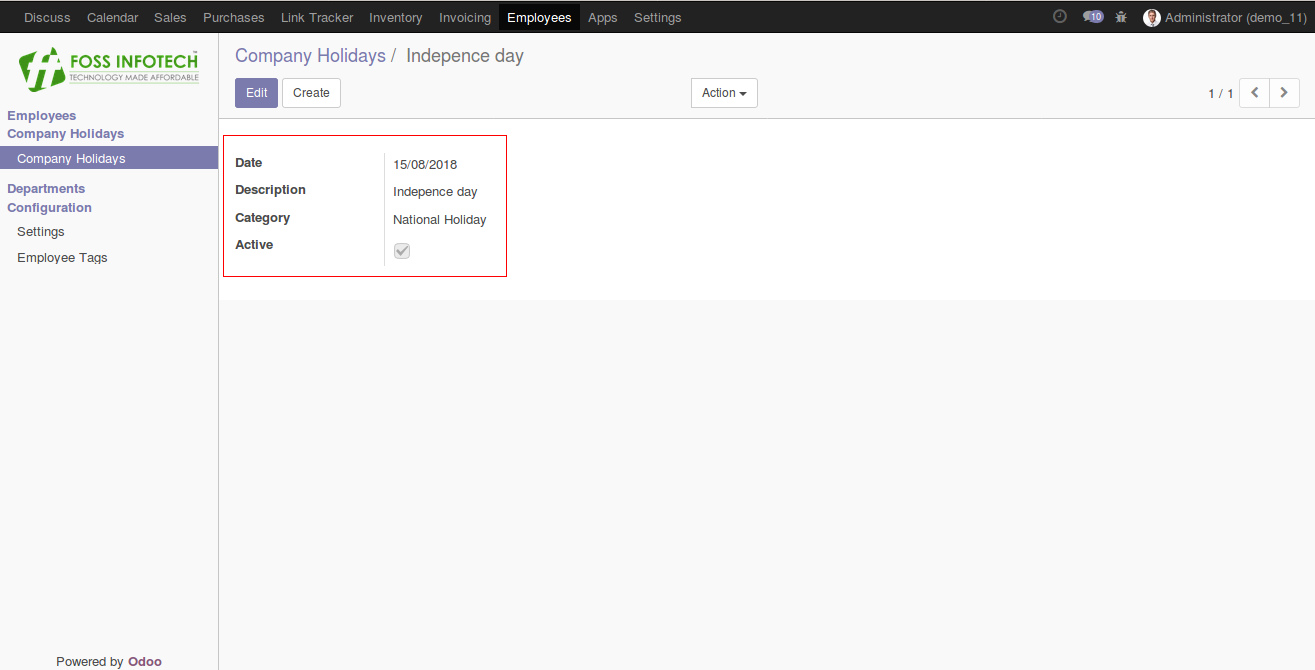 Discuss Calendar Sales Purchases Link Tracker Inventory Invoicing Employees Apps Settings 10 Administrator (demo_11)
FOSS INFOTECH™
TECHNOLOGY MADE AFFORDABLE
Company Holidays / Indepence day
Edit Create Action 1 / 1
Employees
Company Holidays
Company Holidays
Departments
Configuration
Settings
Employee Tags
Date 15/08/2018
Description Indepence day
Category National Holiday
Active
Powered by Odoo